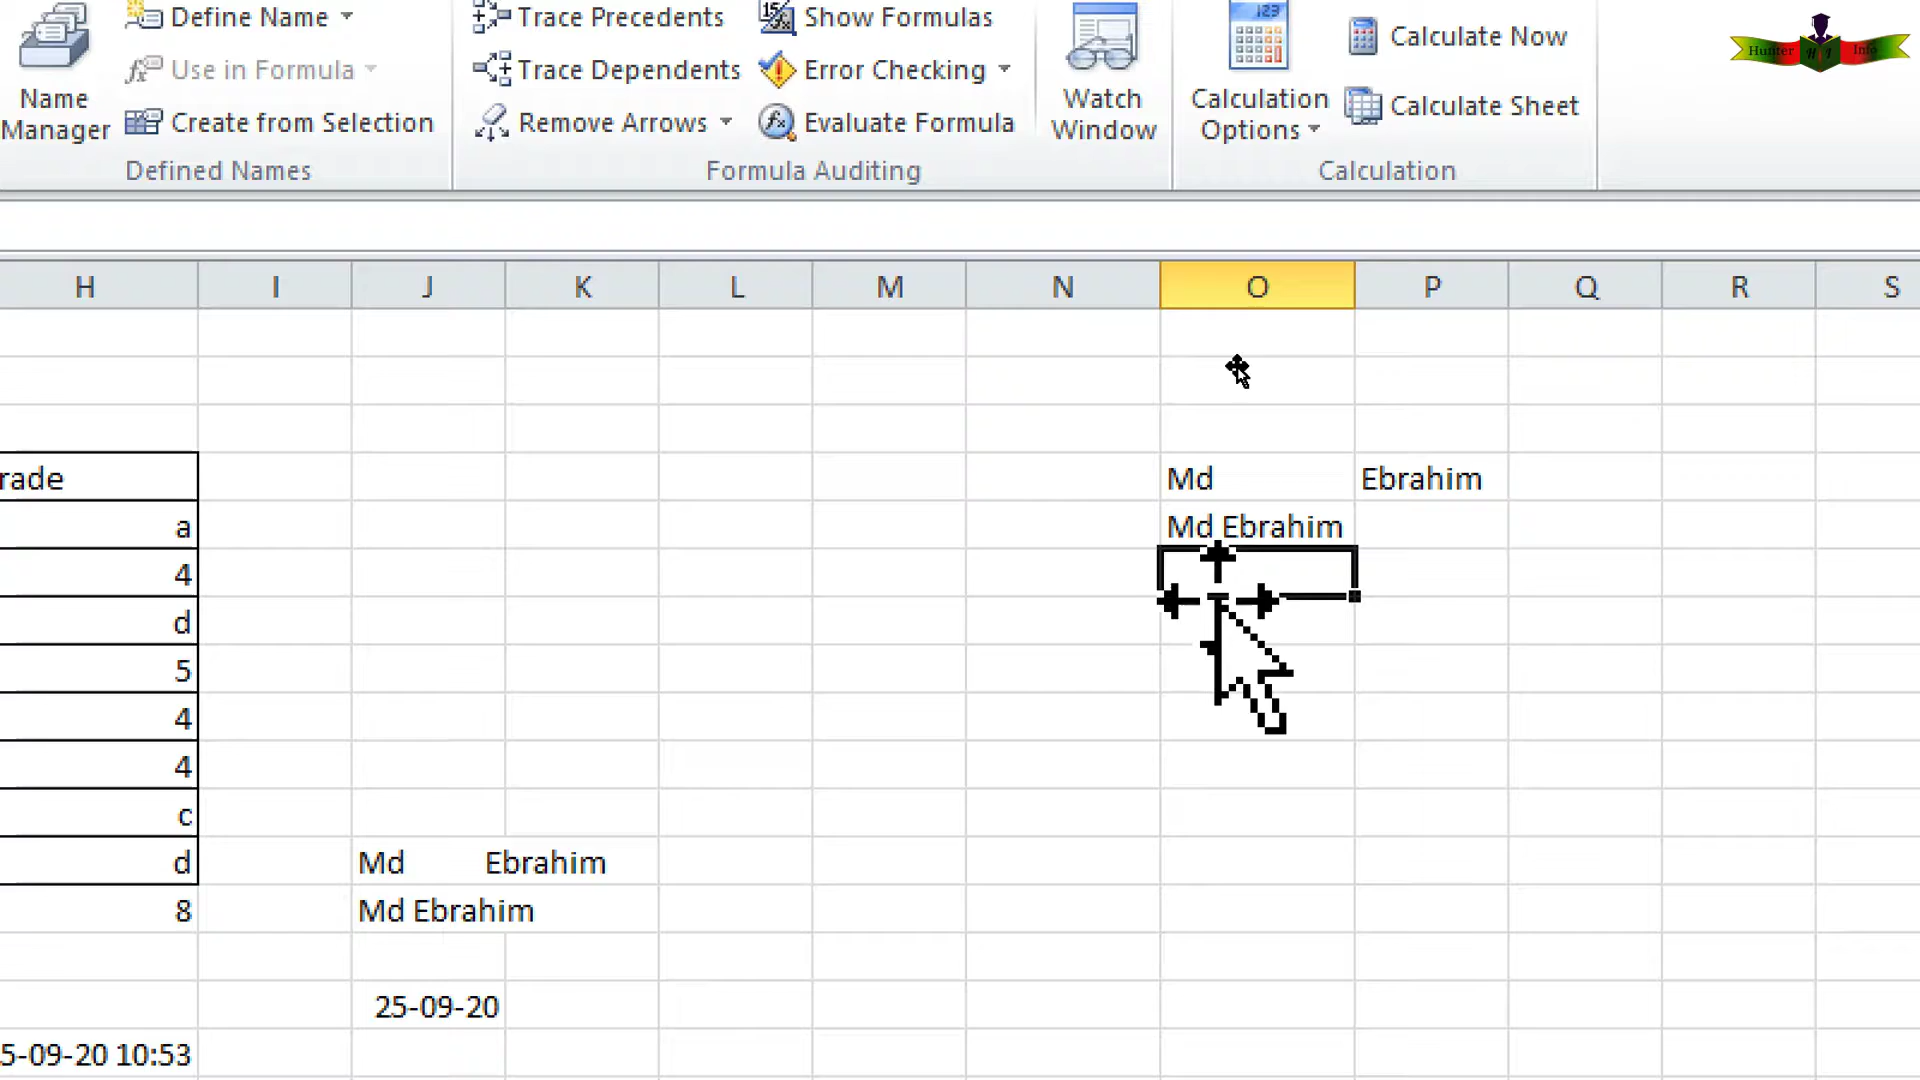 Define Name
Trace Precedents
Show Formulas
Calculate Now
Use in Formula
Trace Dependents
Error Checking
Name Manager
Watch Window
Calculation Options
Calculate Sheet
Create from Selection
Remove Arrows
Evaluate Formula
Defined Names
Formula Auditing
Calculation
Hunter Info
H I J K L M N O P Q R S
rade
Md Ebrahim
a
Md Ebrahim
4
d
5
4
4
c
d
Md Ebrahim
8
Md Ebrahim
25-09-20
5-09-20 10:53